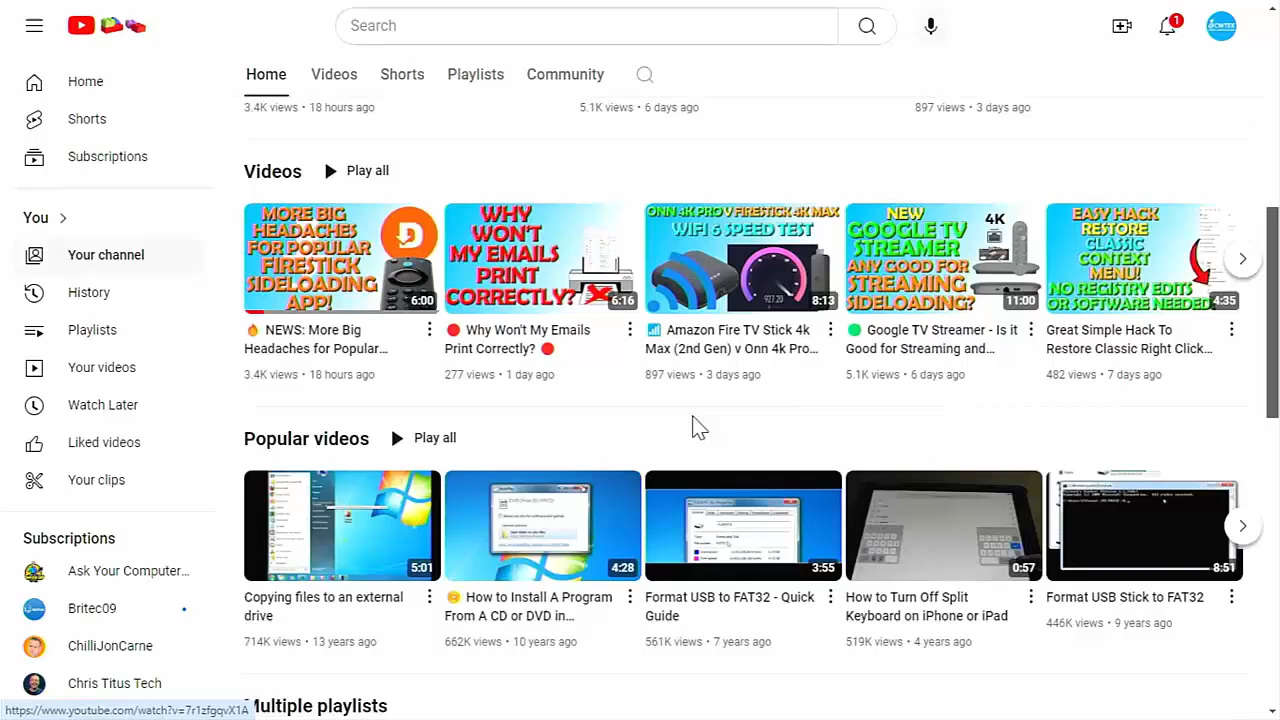 Search
1
Home
Videos
Shorts
Playlists
Community
3.4K views • 18 hours ago
5.1K views • 6 days ago
897 views • 3 days ago
Home
Shorts
Subscriptions
You
Your channel
History
Playlists
Your videos
Watch Later
Liked videos
Your clips
Subscriptions
Ask Your Computer...
Britec09
ChilliJonCarne
Chris Titus Tech
Videos
Play all
MORE BIG
HEADACHES
FOR POPULAR
FIRESTICK
SIDELOADING
APP!
6:00
NEWS: More Big
Headaches for Popular...
3.4K views • 18 hours ago
WHY
WON'T
MY EMAILS
PRINT
CORRECTLY?
6:16
Why Won't My Emails
Print Correctly?
277 views • 1 day ago
ONN 4K PRO V FIRESTICK 4K MAX
WIFI 6 SPEED TEST
927.20
8:13
Amazon Fire TV Stick 4k
Max (2nd Gen) v Onn 4k Pro...
897 views • 3 days ago
NEW
GOOGLE TV
STREAMER
ANY GOOD FOR
STREAMING
SIDELOADING?
4K
11:00
Google TV Streamer - Is it
Good for Streaming and...
5.1K views • 6 days ago
EASY HACK
RESTORE
CLASSIC
CONTEXT
MENU!
NO REGISTRY EDITS
OR SOFTWARE NEEDED
4:35
Great Simple Hack To
Restore Classic Right Click...
482 views • 7 days ago
Popular videos
Play all
5:01
Copying files to an external
drive
714K views • 13 years ago
4:28
How to Install A Program
From A CD or DVD in...
662K views • 10 years ago
3:55
Format USB to FAT32 - Quick
Guide
561K views • 7 years ago
0:57
How to Turn Off Split
Keyboard on iPhone or iPad
519K views • 4 years ago
8:51
Format USB Stick to FAT32
446K views • 9 years ago
Multiple playlists
https://www.youtube.com/watch?v=7r1zfgqvX1A